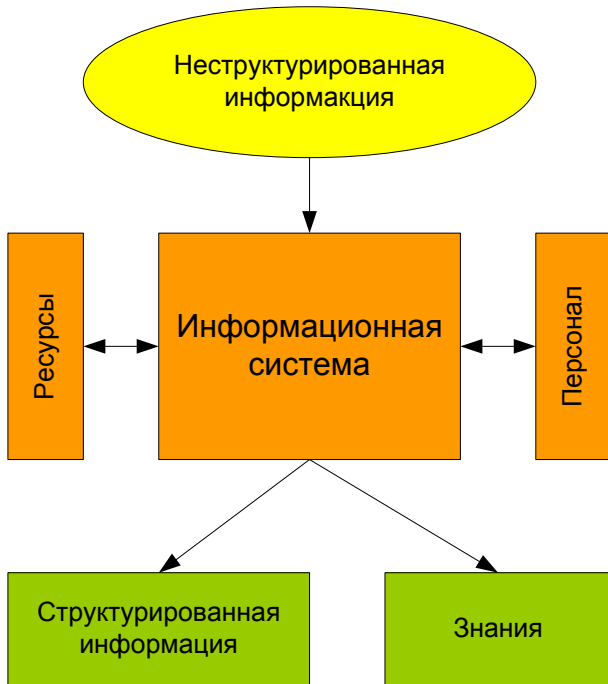 Неструктурированная
информакция
Ресурсы
Информационная
система
Персонал
Структурированная
информация
Знания